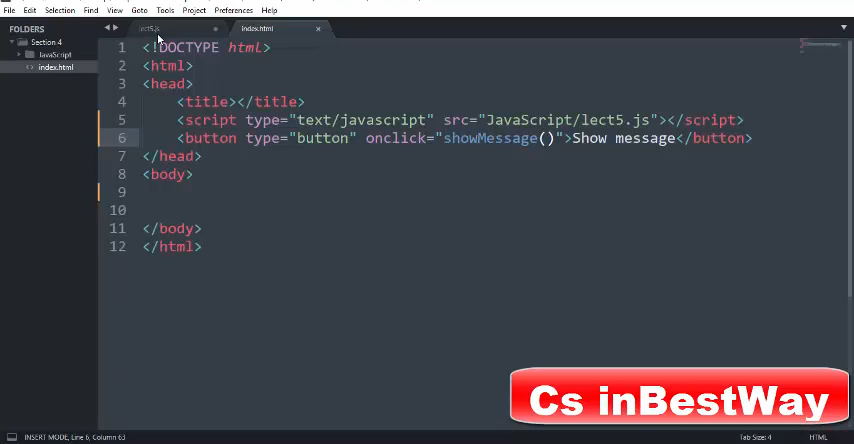 File Edit Selection Find View Goto Tools Project Preferences Help
FOLDERS
Section 4
JavaScript
index.html
lect5.js
index.html
1 <!DOCTYPE html>
2 <html>
3 <head>
4 <title></title>
5 <script type="text/javascript" src="JavaScript/lect5.js"></script>
6 <button type="button" onclick="showMessage()">Show message</button>
7 </head>
8 <body>
9
10
11 </body>
12 </html>
Cs inBestWay
INSERT MODE, Line 6, Column 63 Tab Size: 4 HTML